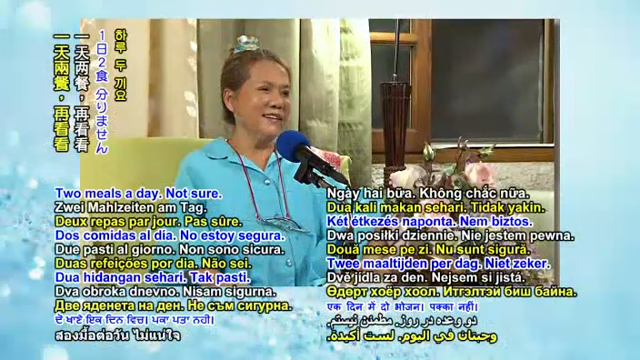 하루 두 끼요
1日2食 分りません
一天两餐，再看看
一天兩餐，再看看
Two meals a day. Not sure.
Zwei Mahlzeiten am Tag.
Deux repas par jour. Pas sûre.
Dos comidas al día. No estoy segura.
Due pasti al giorno. Non sono sicura.
Duas refeições por dia. Não sei.
Dua hidangan sehari. Tak pasti.
Dva obroka dnevno. Nisam sigurna.
Две яденета на ден. Не съм сигурна.
ਦੋ ਖਾਣੇ ਇਕ ਦਿਨ ਵਿਚ। ਪਕਾ ਪਤਾ ਨਹੀ।
สองมื้อต่อวัน ไม่แน่ใจ
Ngày hai bữa. Không chắc nữa.
Dua kali makan sehari. Tidak yakin.
Két étkezés naponta. Nem biztos.
Dwa posiłki dziennie. Nie jestem pewna.
Două mese pe zi. Nu sunt sigură.
Twee maaltijden per dag. Niet zeker.
Dvě jídla za den. Nejsem si jistá.
Өдөрт хоёр хоол. Итгэлтэй биш байна.
एक दिन में दो भोजन। पक्का नहीं।
دو وعده در روز. مطمئن نیستم.
وجبتان في اليوم. لست أكيدة.